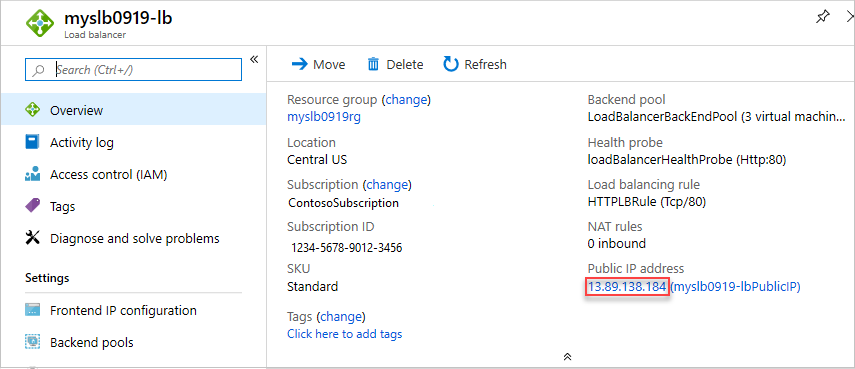 myslb0919-lb
Load balancer
Search (Ctrl+/)
Overview
Activity log
Access control (IAM)
Tags
Diagnose and solve problems
Settings
Frontend IP configuration
Backend pools
Move
Delete
Refresh
Resource group (change)
myslb0919rg
Location
Central US
Subscription (change)
ContosoSubscription
Subscription ID
1234-5678-9012-3456
SKU
Standard
Tags (change)
Click here to add tags
Backend pool
LoadBalancerBackEndPool (3 virtual machine...
Health probe
loadBalancerHealthProbe (Http:80)
Load balancing rule
HTTPLBRule (Tcp/80)
NAT rules
0 inbound
Public IP address
13.89.138.184 (myslb0919-lbPublicIP)